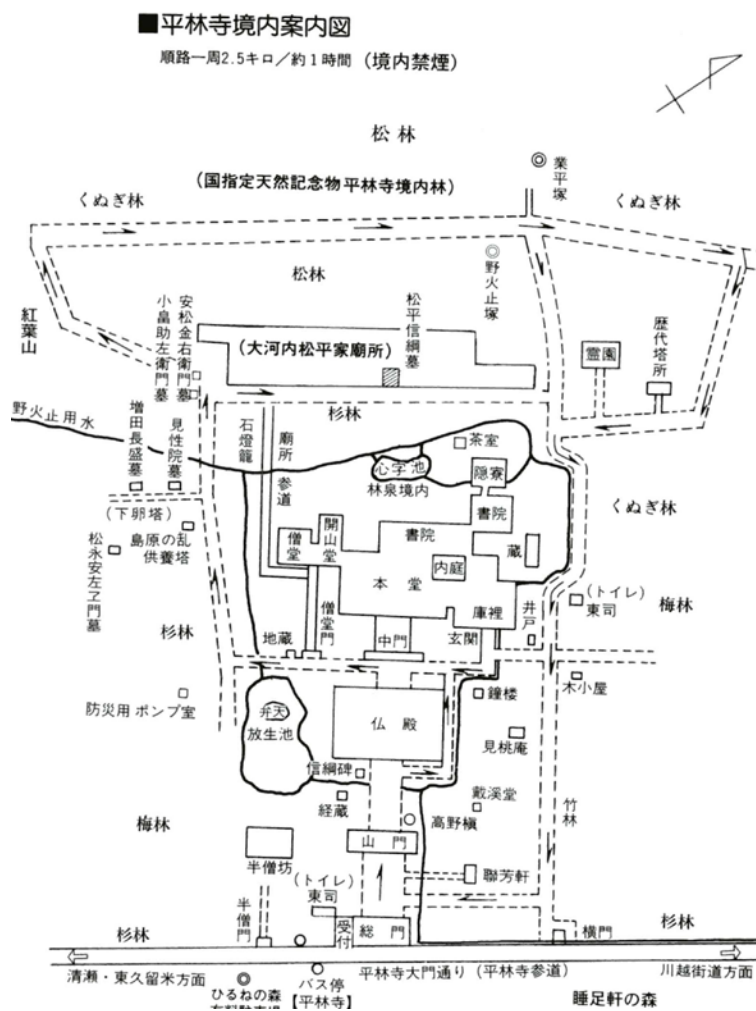 ■平林寺境内案内図
順路一周2.5キロ/約1時間 (境内禁煙)
松林
業平塚
(国指定天然記念物平林寺境内林)
くぬぎ林
くぬぎ林
野火止塚
松林
紅葉山
安松金右衛門墓
小畠助左衛門墓
松平信綱墓
(大河内松平家廟所)
歴代塔所
霊園
杉林
野火止用水
増田長盛墓
見性院墓
石燈籠
廟所参道
茶室
心字池
林泉境内
隠寮
書院
くぬぎ林
(下卵塔)
島原の乱
供養塔
松永安左ヱ門墓
開山堂
僧堂
書院
蔵
内庭
本堂
(トイレ)
東司
梅林
杉林
僧堂門
庫裡
井戸
地蔵
中門
玄関
木小屋
防災用ポンプ室
弁天
放生池
仏殿
鐘楼
見桃庵
信綱碑
戴渓堂
経蔵
高野槇
竹林
梅林
山門
半僧坊
聯芳軒
(トイレ)
東司
半僧門
受付
総門
横門
杉林
杉林
清瀬・東久留米方面
平林寺大門通り(平林寺参道)
川越街道方面
ひるねの森
バス停
【平林寺】
睡足軒の森